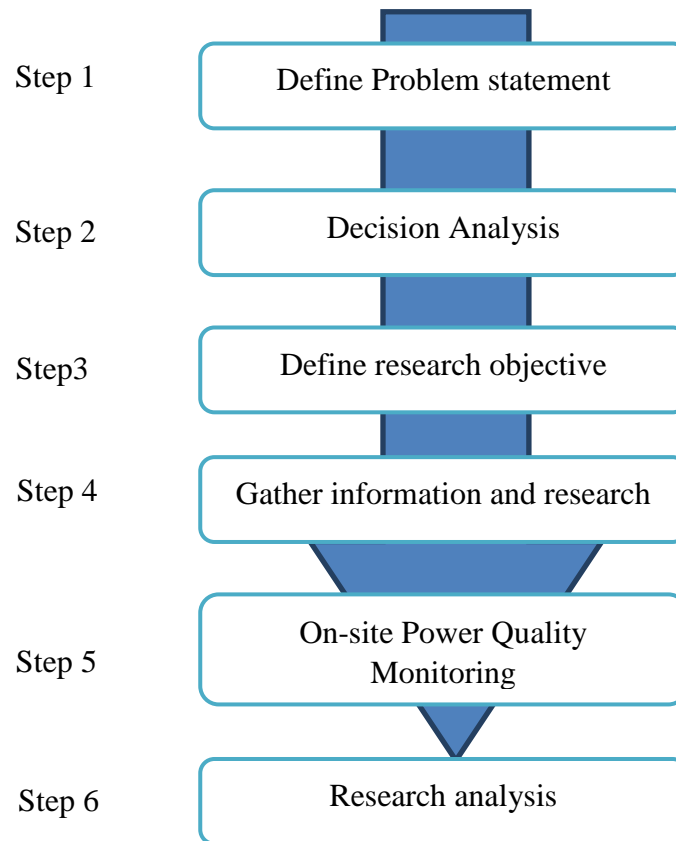 Step 1
Define Problem statement
Step 2
Decision Analysis
Step3
Define research objective
Step 4
Gather information and research
Step 5
On-site Power Quality
Monitoring
Step 6
Research analysis